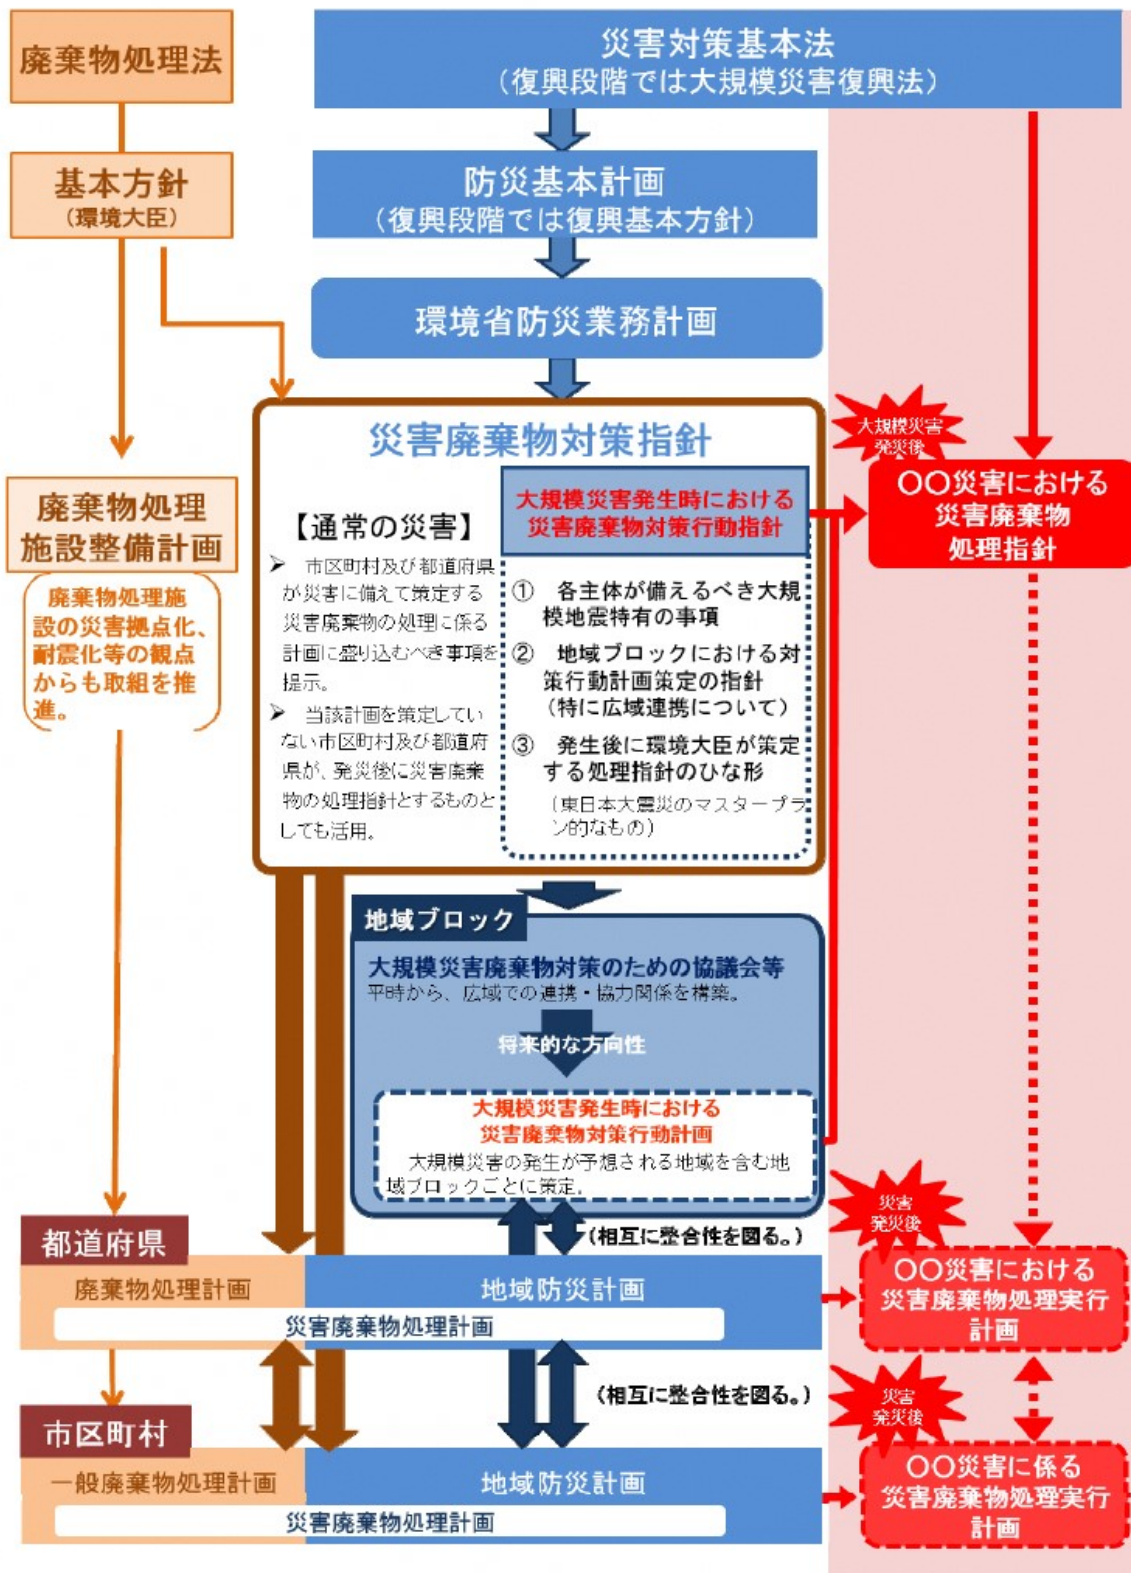 廃棄物処理法
災害対策基本法
(復興段階では大規模災害復興法)
基本方針
(環境大臣)
防災基本計画
(復興段階では復興基本方針)
環境省防災業務計画
災害廃棄物対策指針
【通常の災害】
➢ 市区町村及び都道府県
が災害に備えて策定する
災害廃棄物の処理に係る
計画に盛り込むべき事項を
提示。
➢ 当該計画を策定してい
ない市区町村及び都道府
県が、発災後に災害廃棄
物の処理指針とするものと
しても活用。
大規模災害発生時における
災害廃棄物対策行動指針
① 各主体が備えるべき大規
模地震特有の事項
② 地域ブロックにおける対
策行動計画策定の指針
(特に広域連携について)
③ 発生後に環境大臣が策定
する処理指針のひな形
(東日本大震災のマスタープラ
ン的なもの)
大規模災害
発災後
〇〇災害における
災害廃棄物
処理指針
廃棄物処理
施設整備計画
廃棄物処理施
設の災害拠点化、
耐震化等の観点
からも取組を推
進。
地域ブロック
大規模災害廃棄物対策のための協議会等
平時から、広域での連携・協力関係を構築。
将来的な方向性
大規模災害発生時における
災害廃棄物対策行動計画
大規模災害の発生が予想される地域を含む地
域ブロックごとに策定。
(相互に整合性を図る。)
都道府県
廃棄物処理計画
地域防災計画
災害廃棄物処理計画
災害
発災後
〇〇災害における
災害廃棄物処理実行
計画
(相互に整合性を図る。)
市区町村
一般廃棄物処理計画
地域防災計画
災害廃棄物処理計画
災害
発災後
〇〇災害に係る
災害廃棄物処理実行
計画